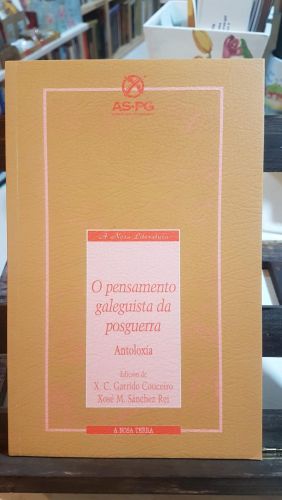 AS-PG
A Nosa Literatura
O pensamento
galeguista da
posguerra
Antoloxía
Edición de
X. C. Garrido Couceiro
Xosé M. Sánchez Rei
A NOSA TERRA